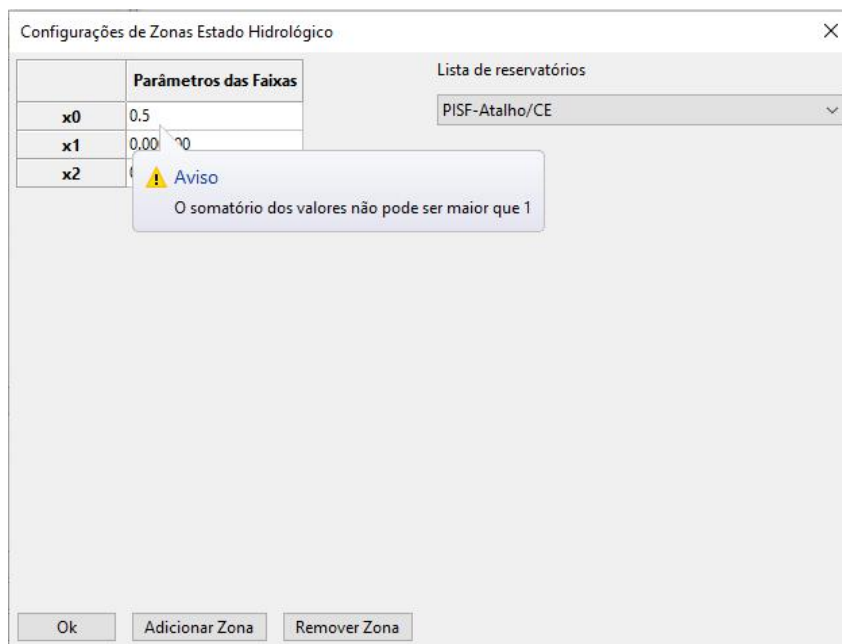 Configurações de Zonas Estado Hidrológico
Parâmetros das Faixas
x0
0.5
x1
x2
Lista de reservatórios
PISF-Atalho/CE
Aviso
O somatório dos valores não pode ser maior que 1
Ok
Adicionar Zona
Remover Zona